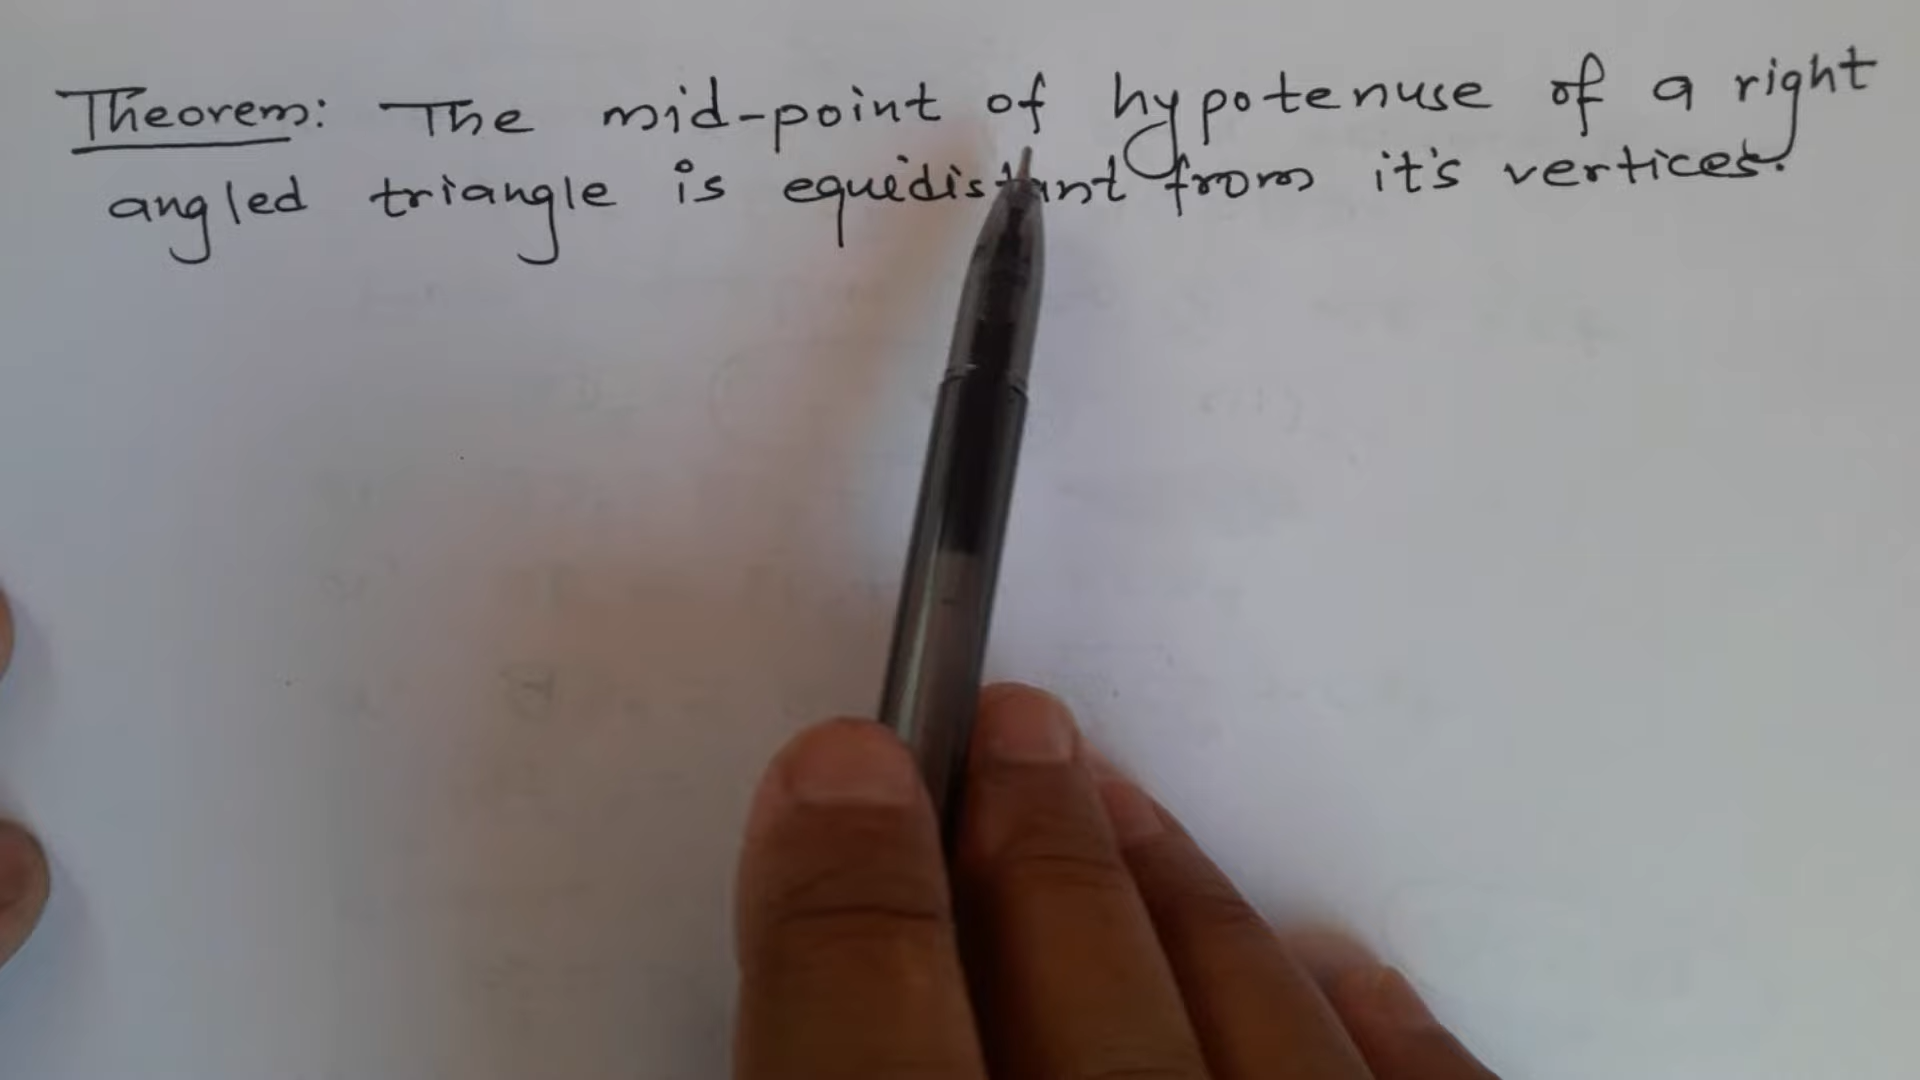 Theorem: The mid-point of hypotenuse of a right
angled triangle is equidistant from it's vertices.